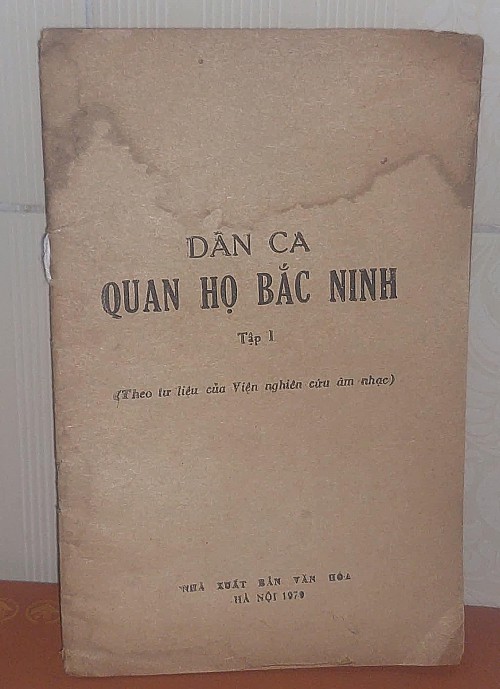 DÂN CA
QUAN HỌ BẮC NINH
Tập 1
(Theo tư liệu của Viện nghiên cứu âm nhạc)
NHÀ XUẤT BẢN VĂN HÓA
HÀ NỘI 1979